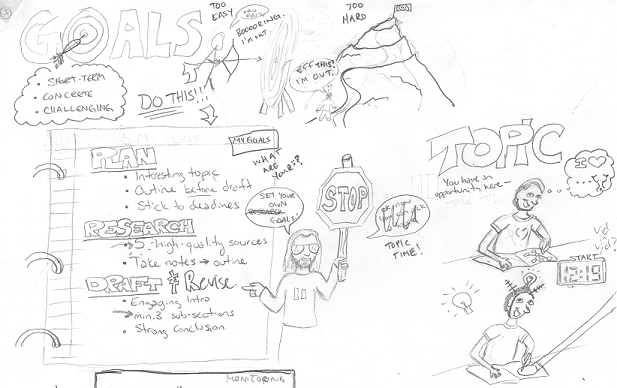 GOALS
• SHORT-TERM
• CONCRETE
• CHALLENGING
TOO
EASY
BOOOORING.
I'm out.
DO THIS!!!
TOO
HARD
EFF THIS!
I'M OUT.
MY GOALS
PLAN
• Interesting topic
• Outline before draft
• Stick to deadlines
RESEARCH
5 high-quality sources
• Take notes → outline
DRAFT & Revise
• Engaging Intro
min. 3 sub-sections
• Strong Conclusion
WHAT
ARE
YOURS?
SET YOUR
OWN
RESEARCH
GOALS.
STOP
TOPIC
TIME!
TOPIC
You have an
opportunity here—
I
START
12:19
MONITORING